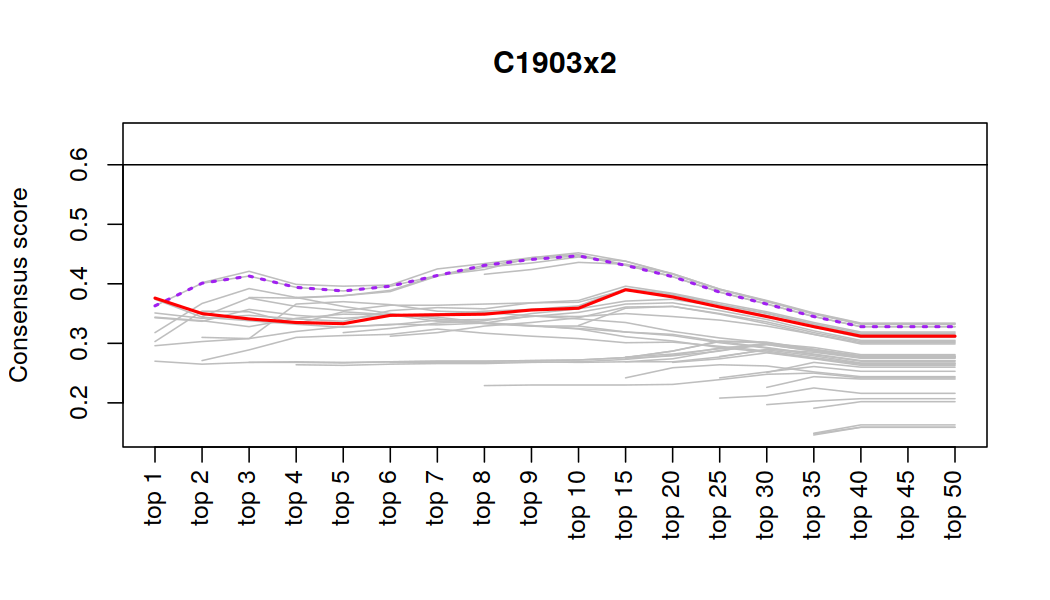 C1903x2
Consensus score
0.6
0.5
0.4
0.3
0.2
top 1
top 2
top 3
top 4
top 5
top 6
top 7
top 8
top 9
top 10
top 15
top 20
top 25
top 30
top 35
top 40
top 45
top 50